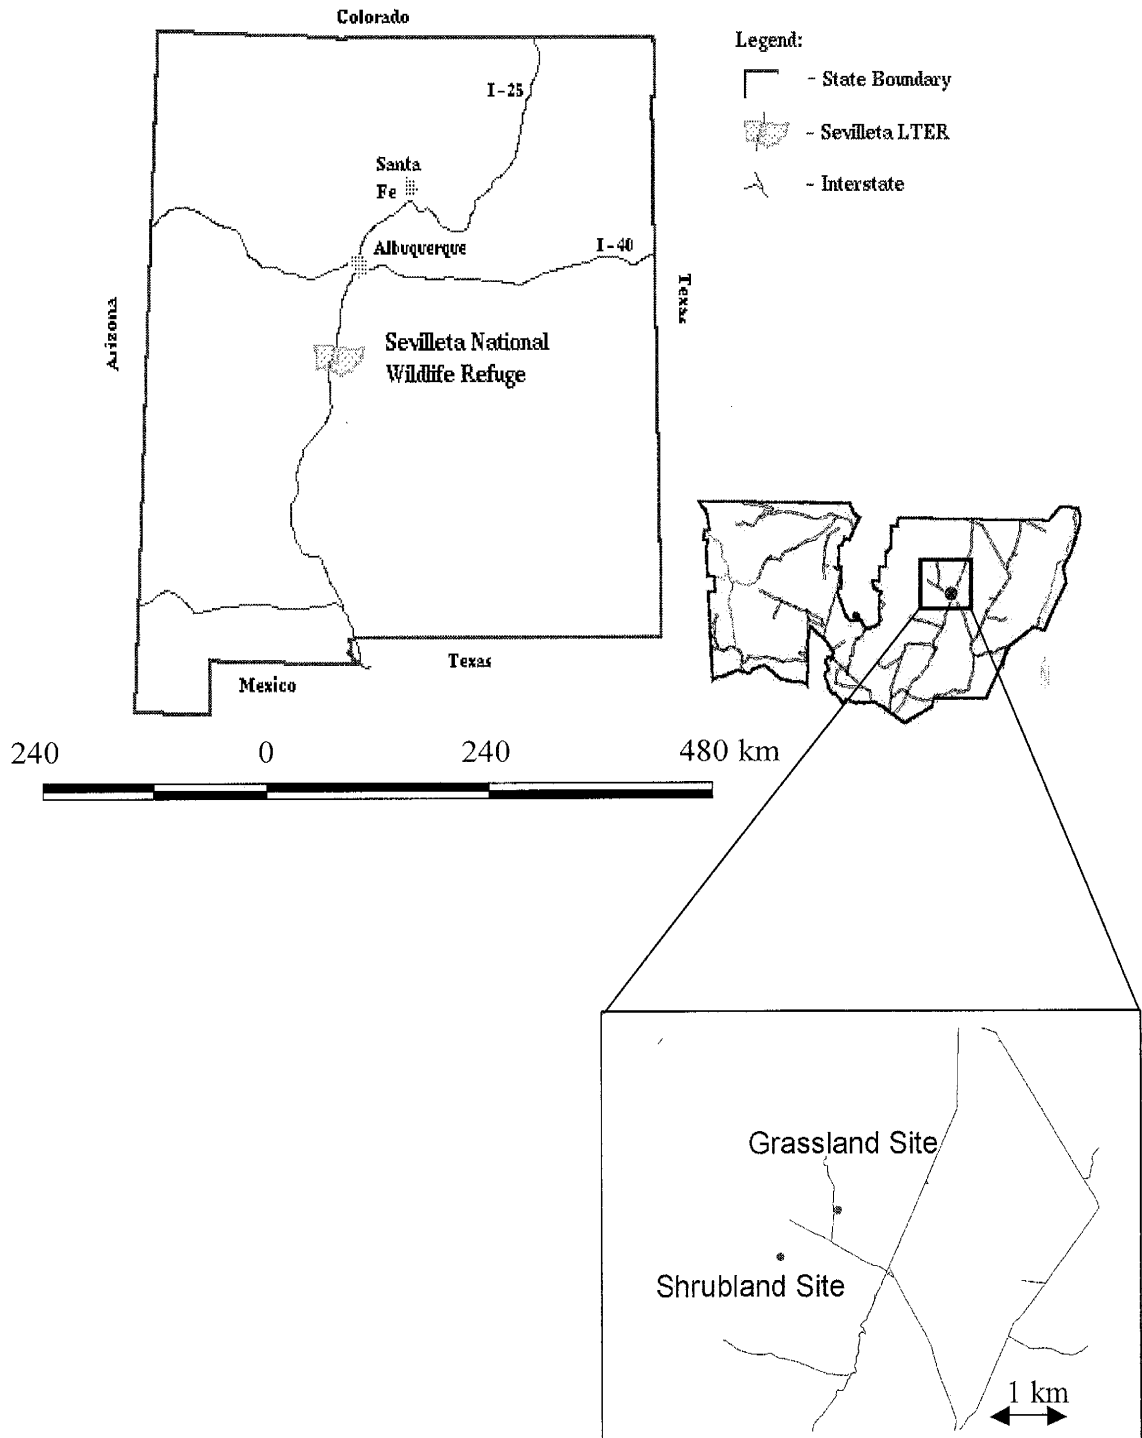 Colorado
Legend:
I-25
- State Boundary
- Sevilleta LTER
Santa
Fe
- Interstate
Albuquerque
I-40
Arizona
Texas
Sevilleta National
Wildlife Refuge
Texas
Mexico
240 0 240 480 km
Grassland Site
Shrubland Site
1 km